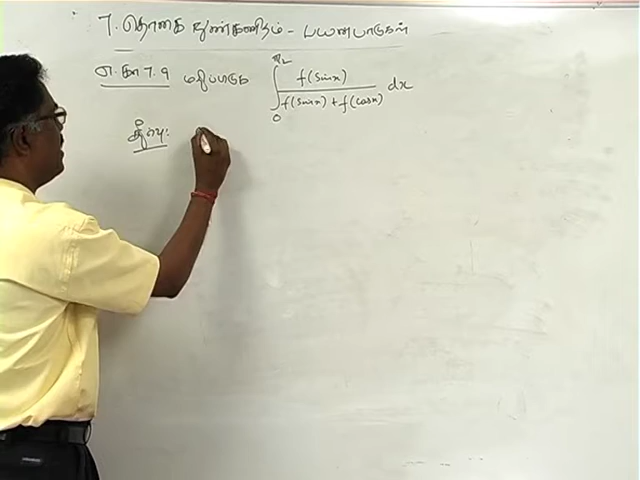 7. தொகை நுண்கணிதம் - பயன்பாடுகள்
எ.கா 7.9 மதிப்பிடுக ∫₀^{π/2} f(sinx) / (f(sinx) + f(cosx)) dx
தீர்வு: